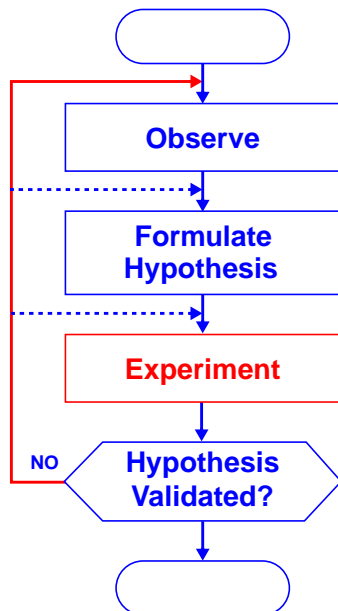 Observe
Formulate
Hypothesis
Experiment
NO
Hypothesis
Validated?